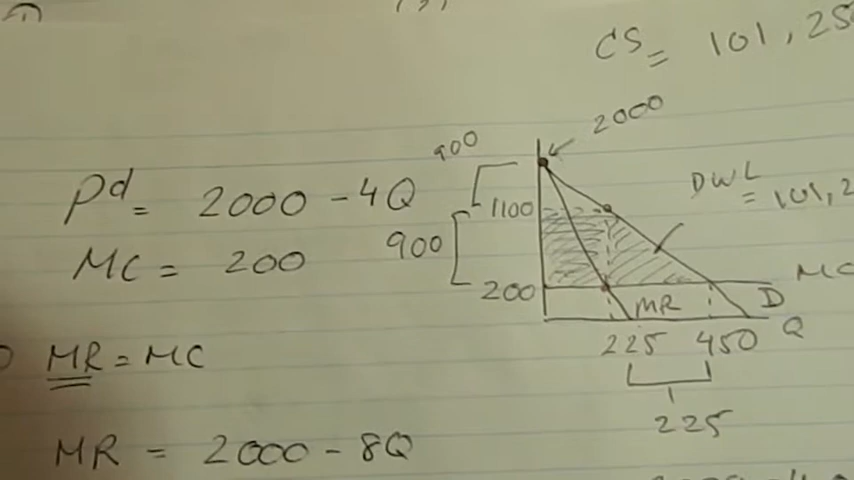 CS = 101,25
2000
900
Pd = 2000 - 4Q
DWL
= 101,2
1100
900
MC = 200
200
MC
MR
D
Q
225 450
MR = MC
225
MR = 2000 - 8Q